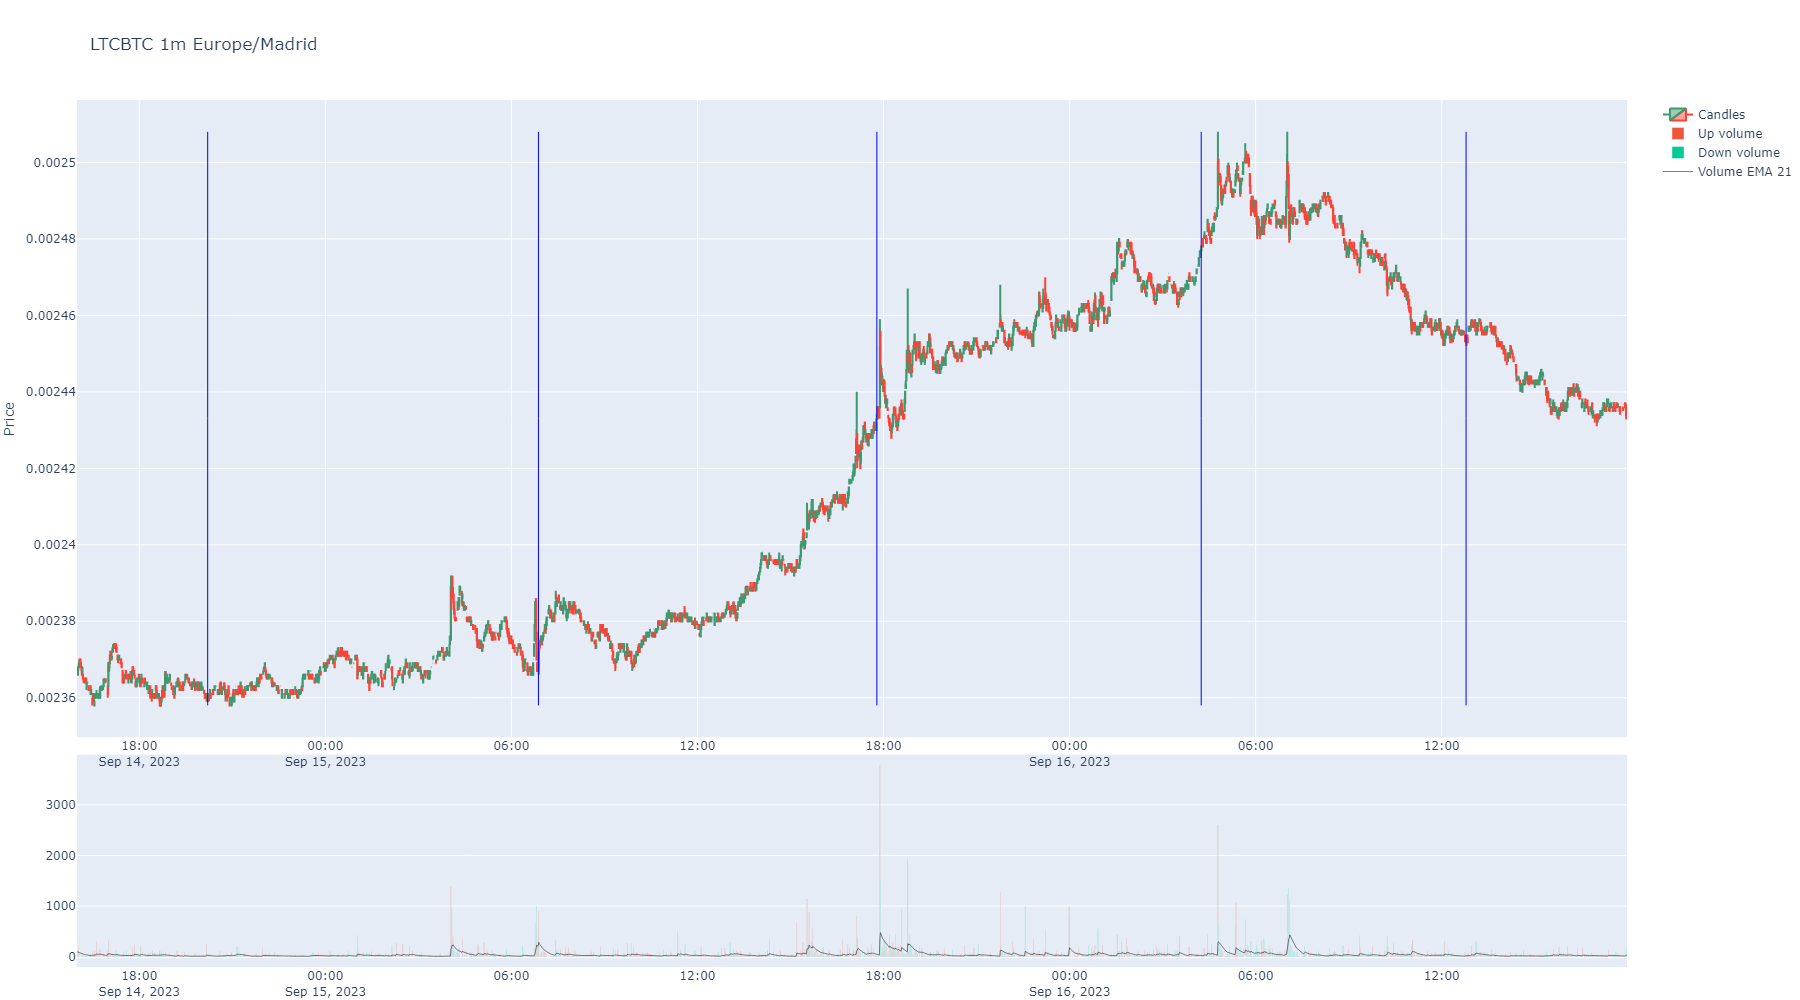 LTCBTC 1m Europe/Madrid
Candles
Up volume
Down volume
Volume EMA 21
Price
0.0025
0.00248
0.00246
0.00244
0.00242
0.0024
0.00238
0.00236
18:00 00:00 06:00 12:00 18:00 00:00 06:00 12:00
Sep 14, 2023 Sep 15, 2023 Sep 16, 2023
3000
2000
1000
0
18:00 00:00 06:00 12:00 18:00 00:00 06:00 12:00
Sep 14, 2023 Sep 15, 2023 Sep 16, 2023